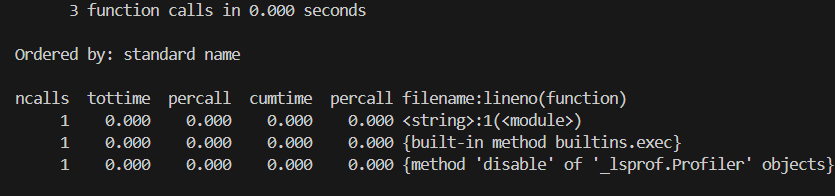 3 function calls in 0.000 seconds
Ordered by: standard name
ncalls  tottime  percall  cumtime  percall filename:lineno(function)
1    0.000    0.000    0.000    0.000 <string>:1(<module>)
1    0.000    0.000    0.000    0.000 {built-in method builtins.exec}
1    0.000    0.000    0.000    0.000 {method 'disable' of '_lsprof.Profiler' objects}